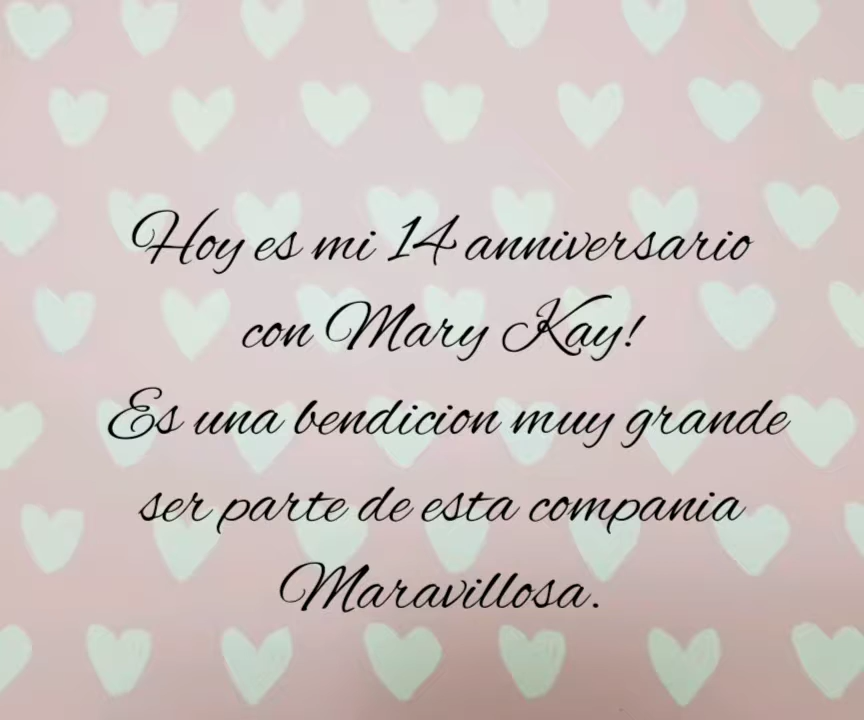 Hoy es mi 14 anniversario
con Mary Kay!
Es una bendicion muy grande
ser parte de esta compania
Maravillosa.